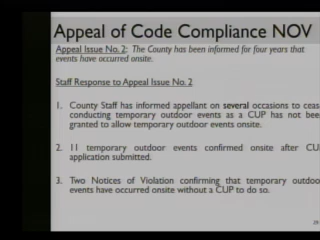 Appeal of Code Compliance NOV
Appeal Issue No. 2: The County has been informed for four years that
events have occurred onsite.
Staff Response to Appeal Issue No. 2
1. County Staff has informed appellant on several occasions to ceas
conducting temporary outdoor events as a CUP has not bee
granted to allow temporary outdoor events onsite.
2. 11 temporary outdoor events confirmed onsite after CU
application submitted.
3. Two Notices of Violation confirming that temporary outdoo
events have occurred onsite without a CUP to do so.